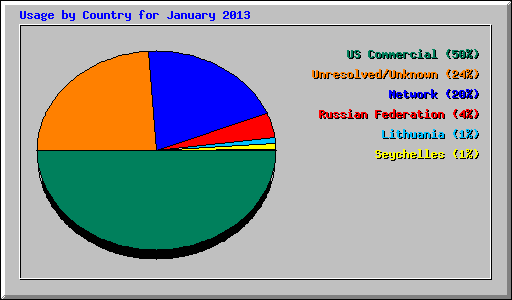 Usage by Country for January 2013
US Commercial (50%)
Unresolved/Unknown (24%)
Network (20%)
Russian Federation (4%)
Lithuania (1%)
Seychelles (1%)